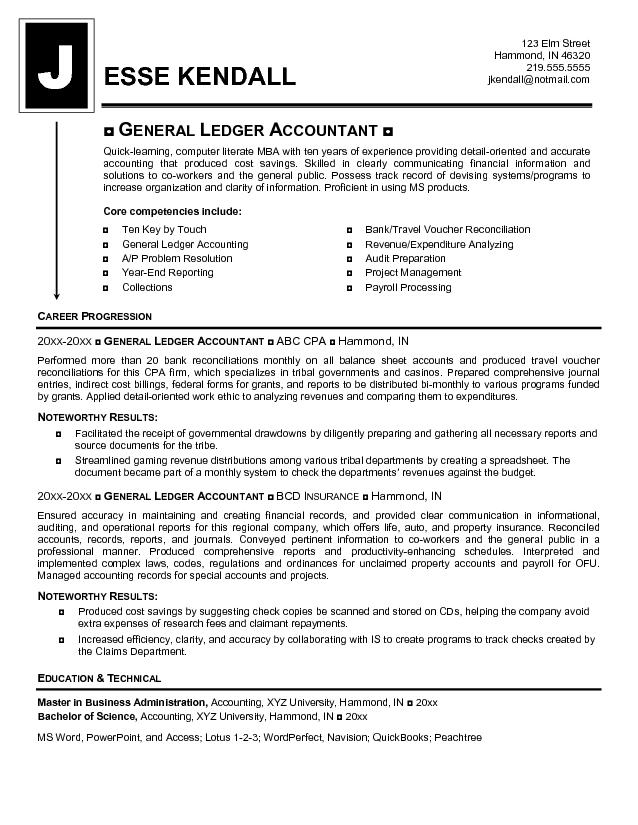 123 Elm Street
Hammond, IN 46320
219.555.5555
jkendall@notmail.com
J ESSE KENDALL
GENERAL LEDGER ACCOUNTANT
Quick-learning, computer literate MBA with ten years of experience providing detail-oriented and accurate
accounting that produced cost savings. Skilled in clearly communicating financial information and
solutions to co-workers and the general public. Possess track record of devising systems/programs to
increase organization and clarity of information. Proficient in using MS products.
Core competencies include:
Ten Key by Touch
General Ledger Accounting
A/P Problem Resolution
Year-End Reporting
Collections
Bank/Travel Voucher Reconciliation
Revenue/Expenditure Analyzing
Audit Preparation
Project Management
Payroll Processing
CAREER PROGRESSION
20xx-20xx GENERAL LEDGER ACCOUNTANT ABC CPA Hammond, IN
Performed more than 20 bank reconciliations monthly on all balance sheet accounts and produced travel voucher
reconciliations for this CPA firm, which specializes in tribal governments and casinos. Prepared comprehensive journal
entries, indirect cost billings, federal forms for grants, and reports to be distributed bi-monthly to various programs funded
by grants. Applied detail-oriented work ethic to analyzing revenues and comparing them to expenditures.
NOTEWORTHY RESULTS:
Facilitated the receipt of governmental drawdowns by diligently preparing and gathering all necessary reports and
source documents for the tribe.
Streamlined gaming revenue distributions among various tribal departments by creating a spreadsheet. The
document became part of a monthly system to check the departments' revenues against the budget.
20xx-20xx GENERAL LEDGER ACCOUNTANT BCD INSURANCE Hammond, IN
Ensured accuracy in maintaining and creating financial records, and provided clear communication in informational,
auditing, and operational reports for this regional company, which offers life, auto, and property insurance. Reconciled
accounts, records, reports, and journals. Conveyed pertinent information to co-workers and the general public in a
professional manner. Produced comprehensive reports and productivity-enhancing schedules. Interpreted and
implemented complex laws, codes, regulations and ordinances for unclaimed property accounts and payroll for OFU.
Managed accounting records for special accounts and projects.
NOTEWORTHY RESULTS:
Produced cost savings by suggesting check copies be scanned and stored on CDs, helping the company avoid
extra expenses of research fees and claimant repayments.
Increased efficiency, clarity, and accuracy by collaborating with IS to create programs to track checks created by
the Claims Department.
EDUCATION & TECHNICAL
Master in Business Administration, Accounting, XYZ University, Hammond, IN 20xx
Bachelor of Science, Accounting, XYZ University, Hammond, IN 20xx
MS Word, PowerPoint, and Access; Lotus 1-2-3; WordPerfect, Navision; QuickBooks; Peachtree